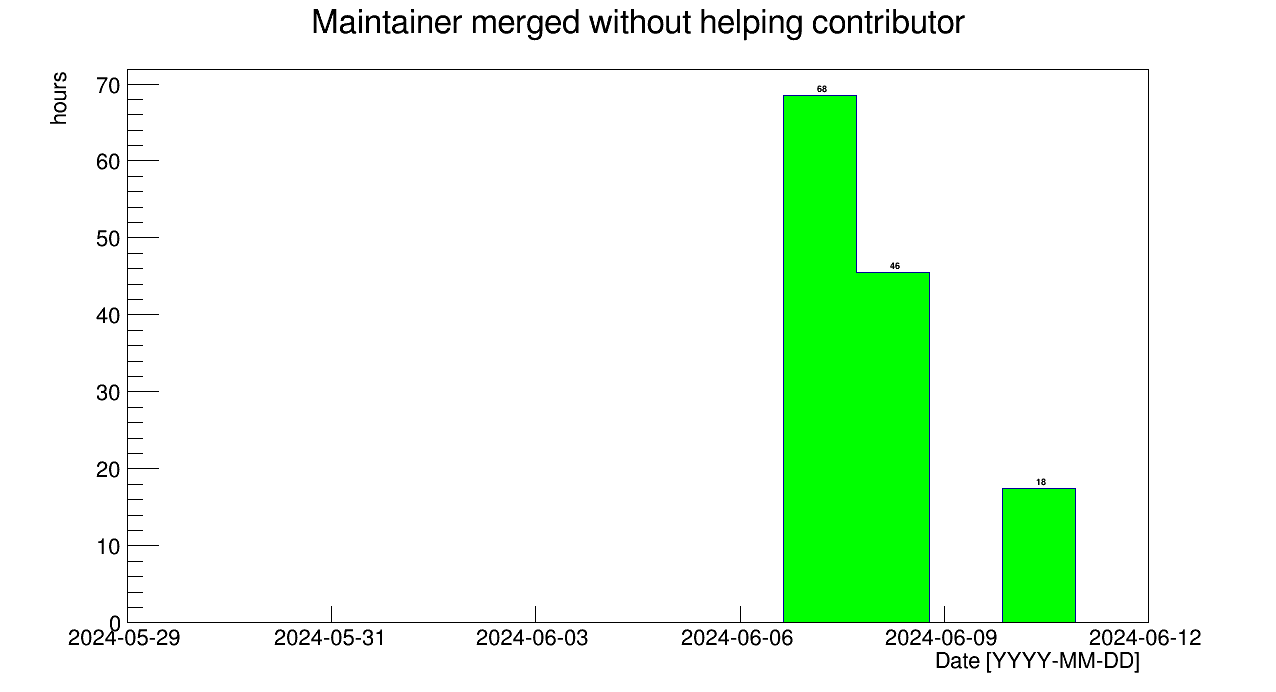 Maintainer merged without helping contributor
hours
70
60
50
40
30
20
10
0
68
46
18
2024-05-29 2024-05-31 2024-06-03 2024-06-06 2024-06-09 2024-06-12
Date [YYYY-MM-DD]